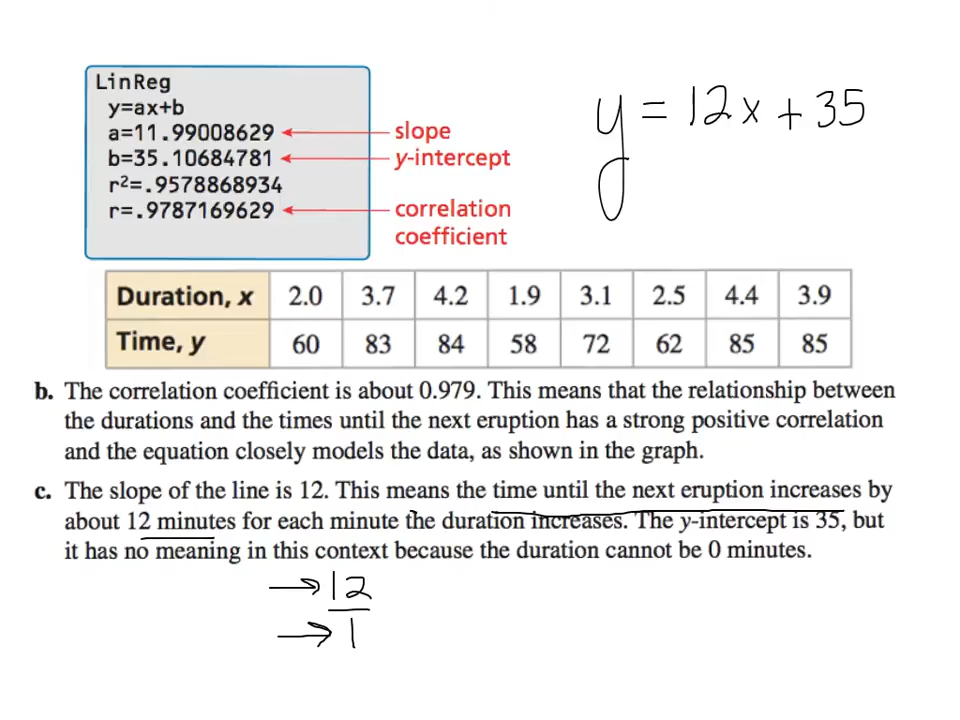 LinReg
y=ax+b
a=11.99008629
slope
b=35.10684781
y-intercept
r²=.9578868934
r=.9787169629
correlation
coefficient
y = 12x + 35
Duration, x 2.0 3.7 4.2 1.9 3.1 2.5 4.4 3.9
Time, y 60 83 84 58 72 62 85 85
b. The correlation coefficient is about 0.979. This means that the relationship between
the durations and the times until the next eruption has a strong positive correlation
and the equation closely models the data, as shown in the graph.
c. The slope of the line is 12. This means the time until the next eruption increases by
about 12 minutes for each minute the duration increases. The y-intercept is 35, but
it has no meaning in this context because the duration cannot be 0 minutes.
→ 12
→ 1